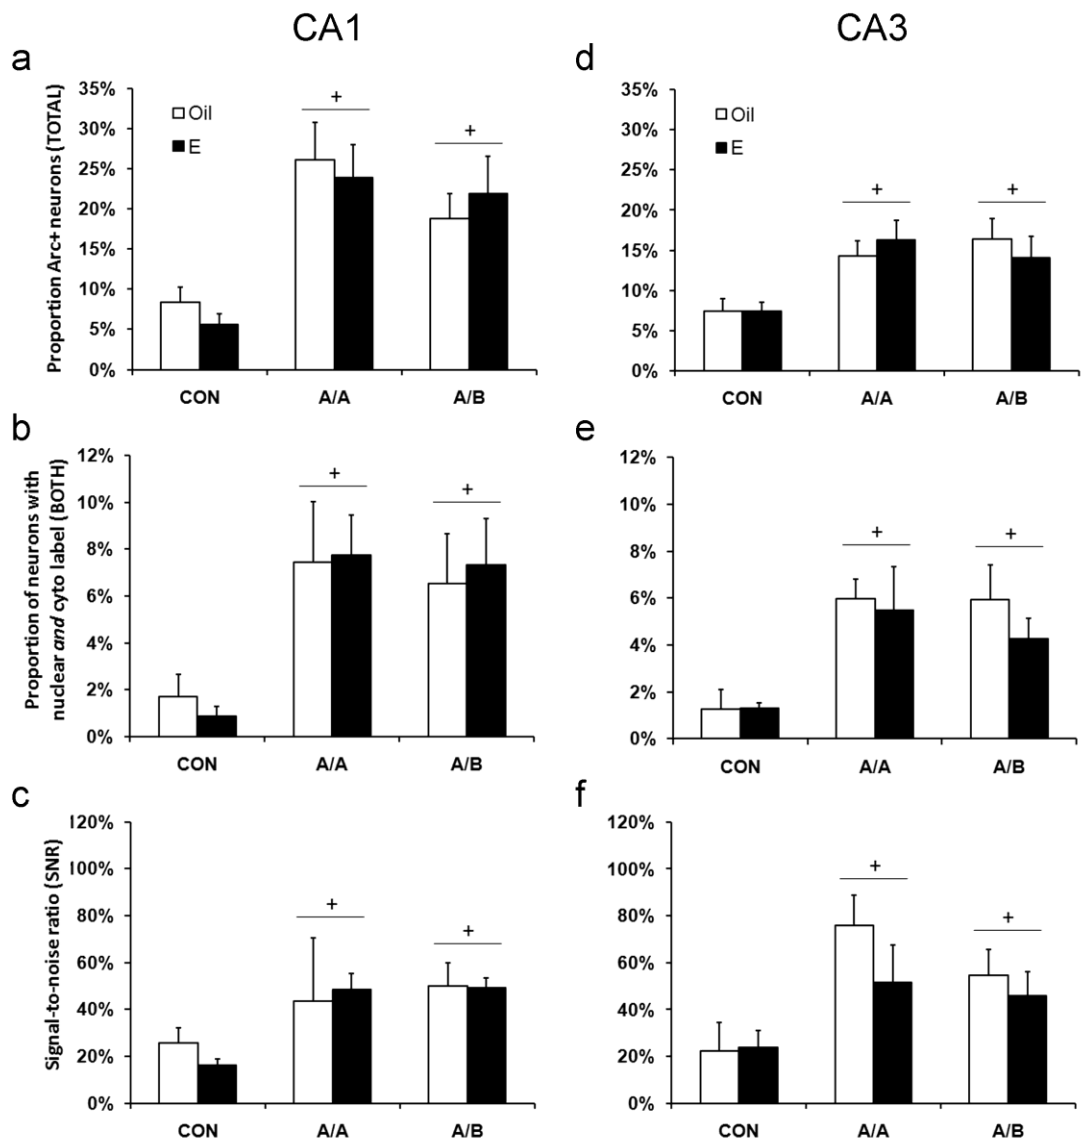 CA1
CA3
a
Proportion Arc+ neurons (TOTAL)
35%
30%
25%
20%
15%
10%
5%
0%
Oil
E
+
+
CON
A/A
A/B
d
35%
30%
25%
20%
15%
10%
5%
0%
Oil
E
+
+
CON
A/A
A/B
b
Proportion of neurons with
nuclear and cyto label (BOTH)
12%
10%
8%
6%
4%
2%
0%
+
+
CON
A/A
A/B
e
12%
10%
8%
6%
4%
2%
0%
+
+
CON
A/A
A/B
c
Signal-to-noise ratio (SNR)
120%
100%
80%
60%
40%
20%
0%
+
+
CON
A/A
A/B
f
120%
100%
80%
60%
40%
20%
0%
+
+
CON
A/A
A/B